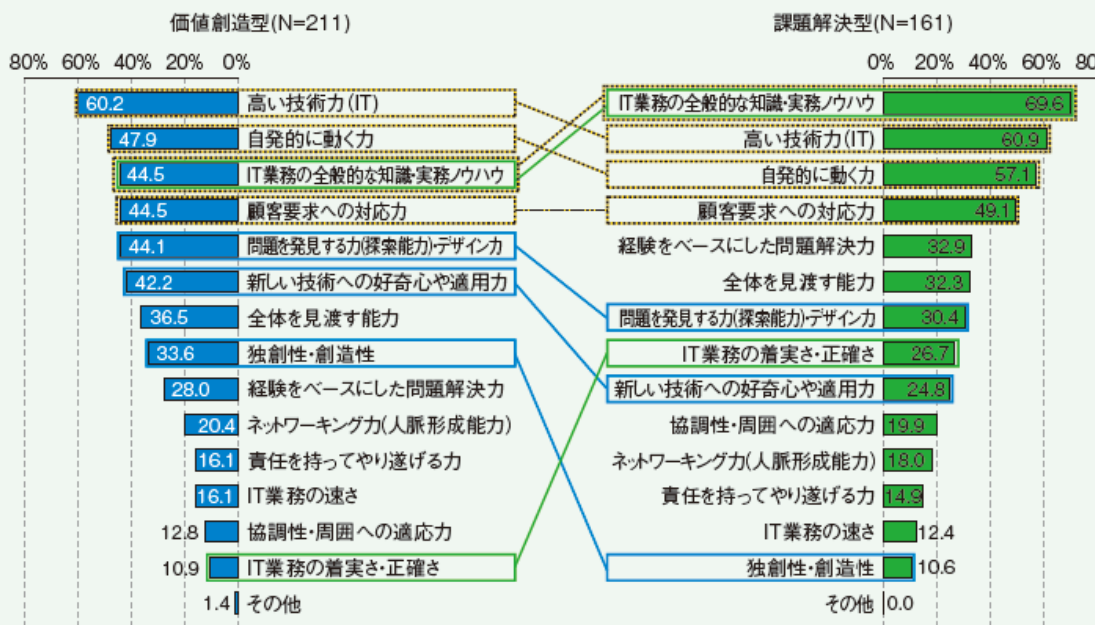 価値創造型(N=211)
80% 60% 40% 20% 0%
60.2 高い技術力(IT)
47.9 自発的に動く力
44.5 IT業務の全般的な知識・実務ノウハウ
44.5 顧客要求への対応力
44.1 問題を発見する力(探索能力)・デザイン力
42.2 新しい技術への好奇心や適用力
36.5 全体を見渡す能力
33.6 独創性・創造性
28.0 経験をベースにした問題解決力
20.4 ネットワーキング力(人脈形成能力)
16.1 責任を持ってやり遂げる力
16.1 IT業務の速さ
12.8 協調性・周囲への適応力
10.9 IT業務の着実さ・正確さ
1.4 その他
課題解決型(N=161)
0% 20% 40% 60% 80
IT業務の全般的な知識・実務ノウハウ 69.6
高い技術力(IT) 60.9
自発的に動く力 57.1
顧客要求への対応力 49.1
経験をベースにした問題解決力 32.9
全体を見渡す能力 32.3
問題を発見する力(探索能力)・デザイン力 30.4
IT業務の着実さ・正確さ 26.7
新しい技術への好奇心や適用力 24.8
協調性・周囲への適応力 19.9
ネットワーキング力(人脈形成能力) 18.0
責任を持ってやり遂げる力 14.9
IT業務の速さ 12.4
独創性・創造性 10.6
その他 0.0